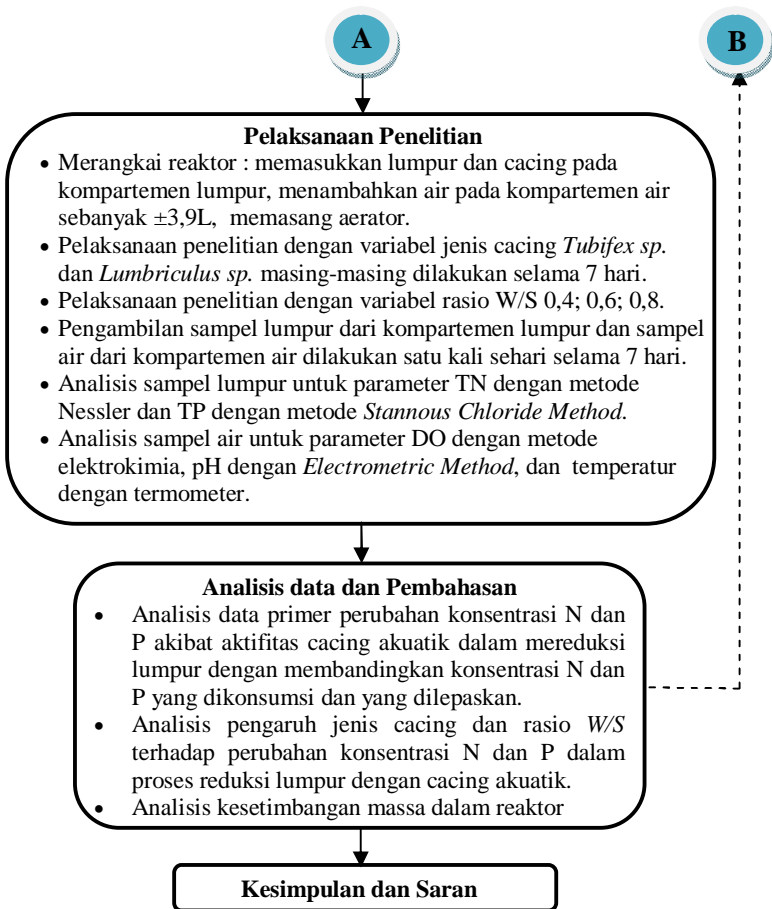 A
B
Pelaksanaan Penelitian
• Merangkai reaktor : memasukkan lumpur dan cacing pada
kompartemen lumpur, menambahkan air pada kompartemen air
sebanyak ±3,9L, memasang aerator.
• Pelaksanaan penelitian dengan variabel jenis cacing Tubifex sp.
dan Lumbriculus sp. masing-masing dilakukan selama 7 hari.
• Pelaksanaan penelitian dengan variabel rasio W/S 0,4; 0,6; 0,8.
• Pengambilan sampel lumpur dari kompartemen lumpur dan sampel
air dari kompartemen air dilakukan satu kali sehari selama 7 hari.
• Analisis sampel lumpur untuk parameter TN dengan metode
Nessler dan TP dengan metode Stannous Chloride Method.
• Analisis sampel air untuk parameter DO dengan metode
elektrokimia, pH dengan Electrometric Method, dan temperatur
dengan termometer.
Analisis data dan Pembahasan
• Analisis data primer perubahan konsentrasi N dan
P akibat aktifitas cacing akuatik dalam mereduksi
lumpur dengan membandingkan konsentrasi N dan
P yang dikonsumsi dan yang dilepaskan.
• Analisis pengaruh jenis cacing dan rasio W/S
terhadap perubahan konsentrasi N dan P dalam
proses reduksi lumpur dengan cacing akuatik.
• Analisis kesetimbangan massa dalam reaktor
Kesimpulan dan Saran